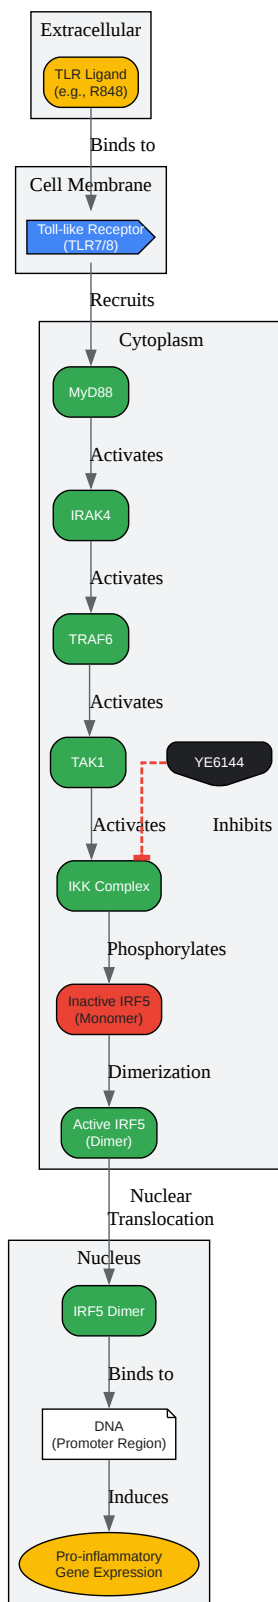 Extracellular
TLR Ligand
(e.g., R848)
Binds to
Cell Membrane
Toll-like Receptor
(TLR7/8)
Recruits
Cytoplasm
MyD88
Activates
IRAK4
Activates
TRAF6
Activates
TAK1
YE6144
Activates
Inhibits
IKK Complex
Phosphorylates
Inactive IRF5
(Monomer)
Dimerization
Active IRF5
(Dimer)
Nuclear
Translocation
Nucleus
IRF5 Dimer
Binds to
DNA
(Promoter Region)
Induces
Pro-inflammatory
Gene Expression